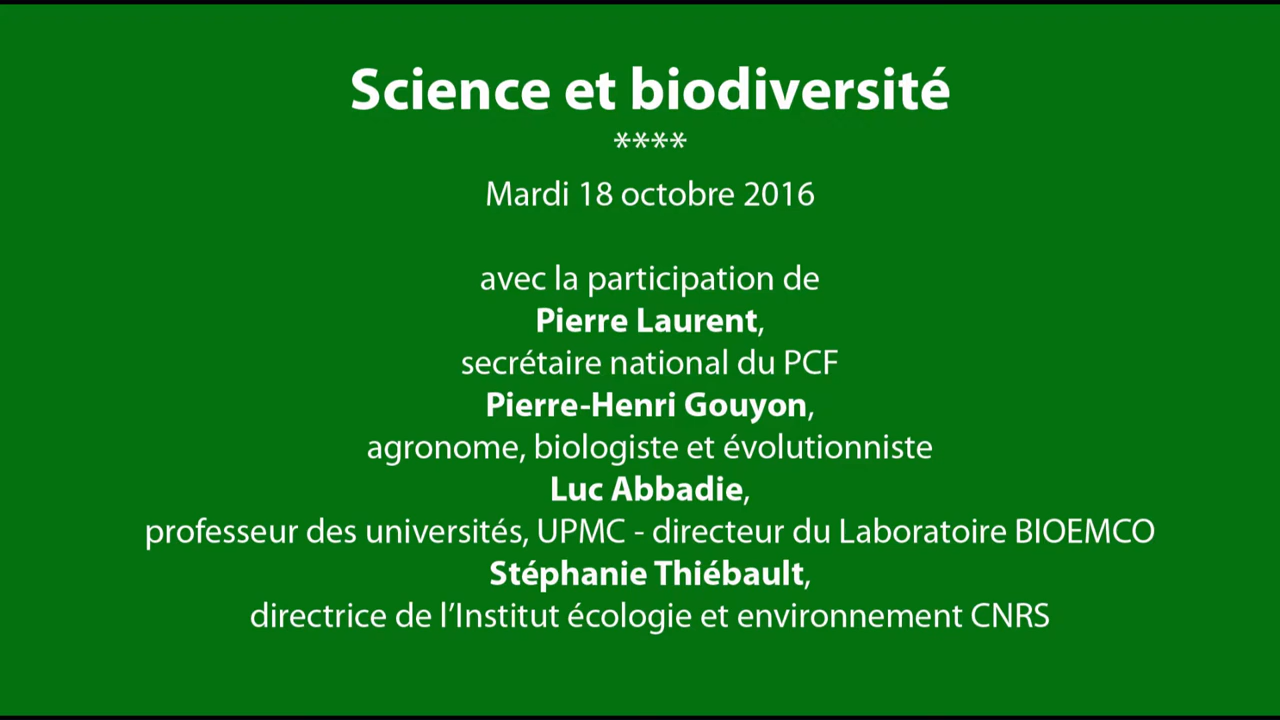 Science et biodiversité
****
Mardi 18 octobre 2016
avec la participation de
Pierre Laurent,
secrétaire national du PCF
Pierre-Henri Gouyon,
agronome, biologiste et évolutionniste
Luc Abbadie,
professeur des universités, UPMC - directeur du Laboratoire BIOEMCO
Stéphanie Thiébault,
directrice de l’Institut écologie et environnement CNRS